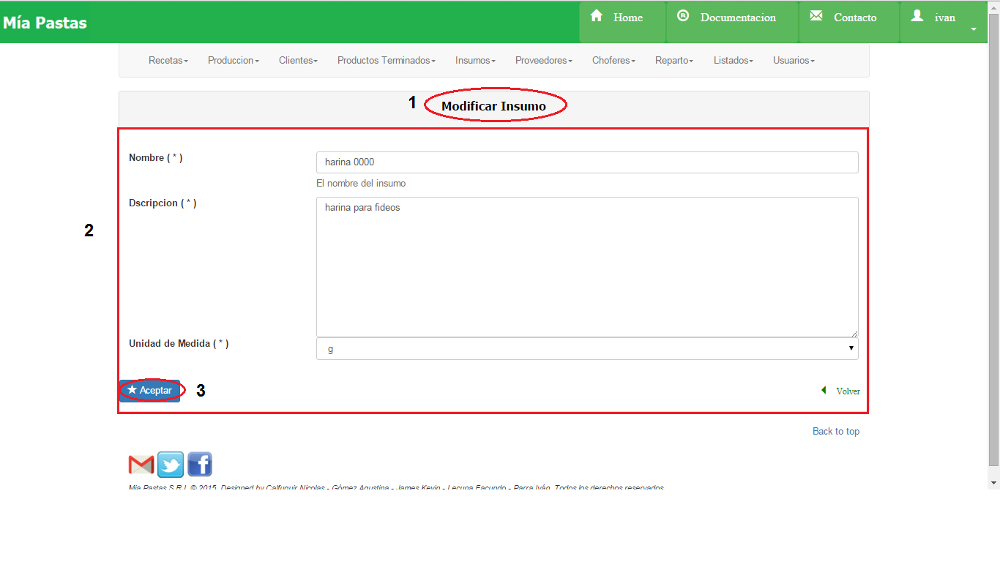 Mía Pastas
Home Documentacion Contacto ivan
Recetas Produccion Clientes Productos Terminados Insumos Proveedores Choferes Reparto Listados Usuarios
1 Modificar Insumo
Nombre ( * ) harina 0000
El nombre del insumo
Dscripcion ( * ) harina para fideos
2
Unidad de Medida ( * ) g
Aceptar 3 Volver
Back to top
Mia Pastas S.R.L © 2015. Designed by Calfuquir Nicolas - Gómez Agustina - James Kevin - Lecuna Facundo - Parra Iván. Todos los derechos reservados